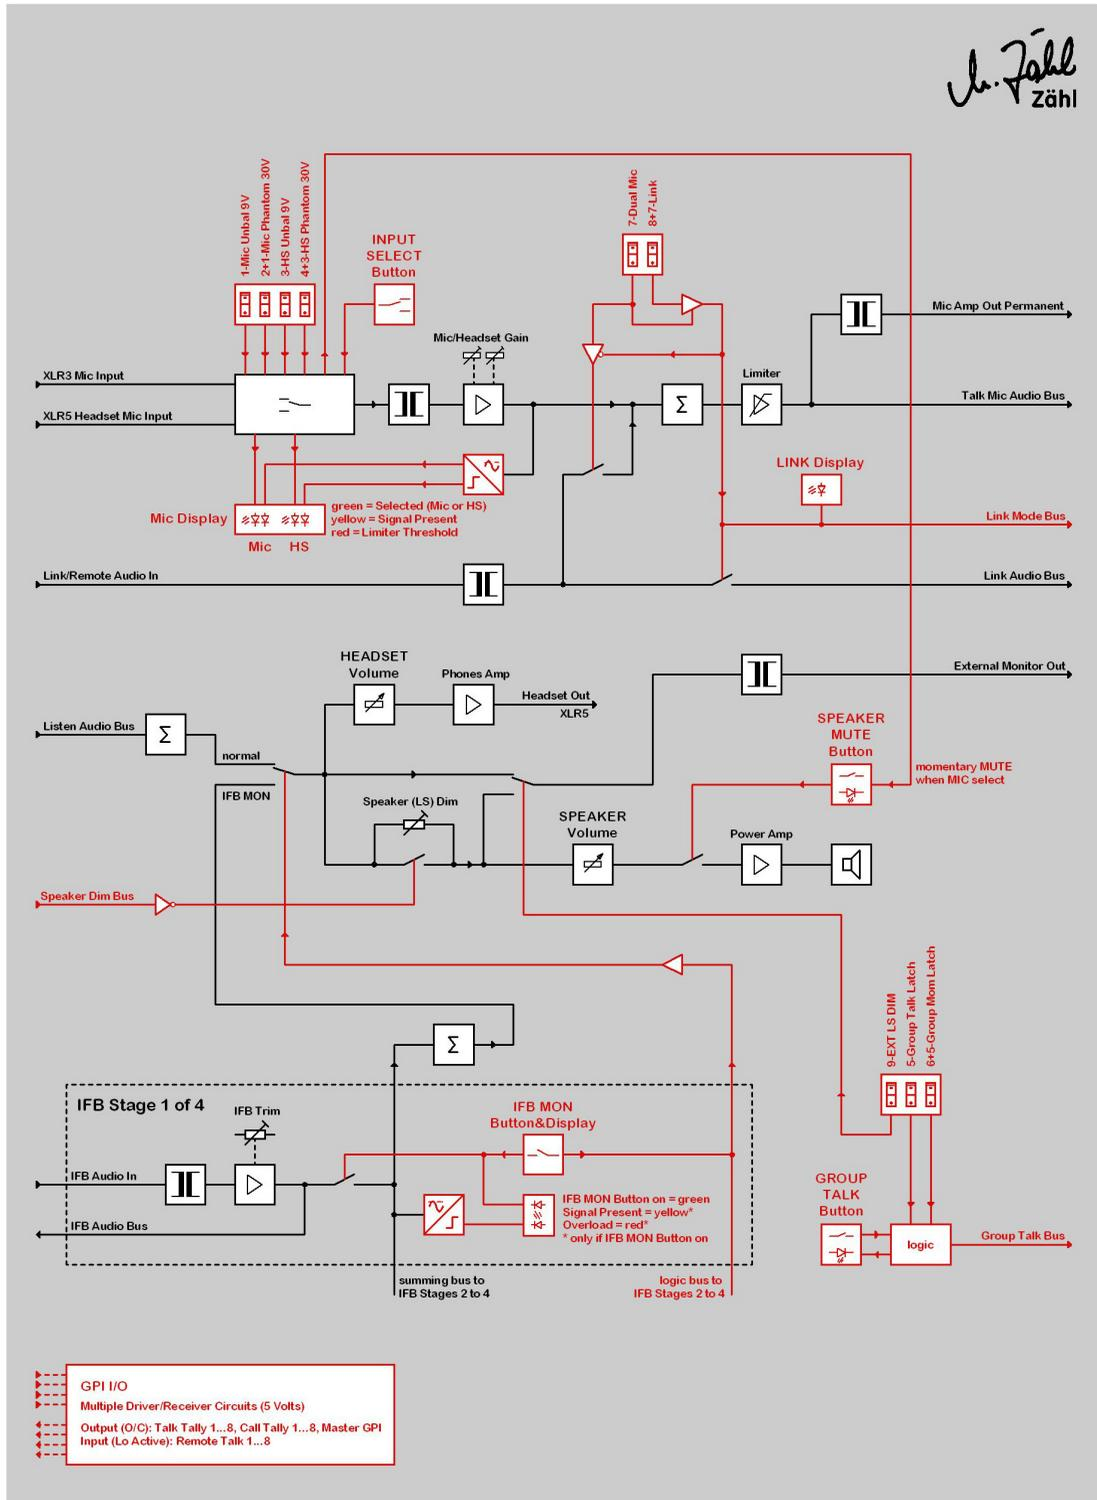 M. Zähl
Zähl
1-Mic Unbal 9V
2+1-Mic Phantom 30V
3-HS Unbal 9V
4+3-HS Phantom 30V
INPUT
SELECT
Button
7-Dual Mic
8+7-Link
Mic Amp Out Permanent
Mic/Headset Gain
XLR3 Mic Input
Limiter
XLR5 Headset Mic Input
Σ
Talk Mic Audio Bus
LINK Display
green = Selected (Mic or HS)
yellow = Signal Present
red = Limiter Threshold
Mic Display
Mic
HS
Link Mode Bus
Link/Remote Audio In
Link Audio Bus
HEADSET
Volume
Phones Amp
Headset Out
XLR5
External Monitor Out
Listen Audio Bus
Σ
normal
IFB MON
SPEAKER
MUTE
Button
momentary MUTE
when MIC select
Speaker (LS) Dim
SPEAKER
Volume
Power Amp
Speaker Dim Bus
9-EXT LS DIM
5-Group Talk Latch
6+5-Group Mom Latch
Σ
IFB Stage 1 of 4
IFB Trim
IFB MON
Button&Display
IFB Audio In
IFB Audio Bus
IFB MON Button on = green
Signal Present = yellow*
Overload = red*
* only if IFB MON Button on
GROUP
TALK
Button
logic
Group Talk Bus
summing bus to
IFB Stages 2 to 4
logic bus to
IFB Stages 2 to 4
GPI I/O
Multiple Driver/Receiver Circuits (5 Volts)
Output (O/C): Talk Tally 1...8, Call Tally 1...8, Master GPI
Input (Lo Active): Remote Talk 1...8